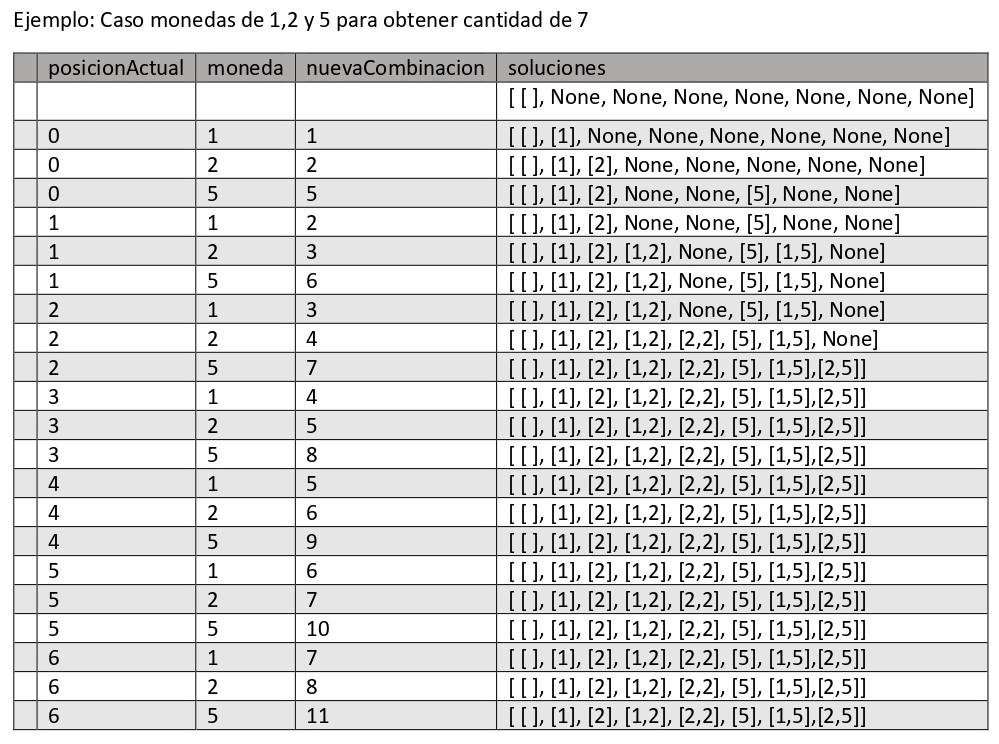 Ejemplo: Caso monedas de 1,2 y 5 para obtener cantidad de 7
posicionActual moneda nuevaCombinacion soluciones
[ [ ], None, None, None, None, None, None, None]
0 1 1 [ [ ], [1], None, None, None, None, None, None]
0 2 2 [ [ ], [1], [2], None, None, None, None, None]
0 5 5 [ [ ], [1], [2], None, None, [5], None, None]
1 1 2 [ [ ], [1], [2], None, None, [5], None, None]
1 2 3 [ [ ], [1], [2], [1,2], None, [5], [1,5], None]
1 5 6 [ [ ], [1], [2], [1,2], None, [5], [1,5], None]
2 1 3 [ [ ], [1], [2], [1,2], None, [5], [1,5], None]
2 2 4 [ [ ], [1], [2], [1,2], [2,2], [5], [1,5], None]
2 5 7 [ [ ], [1], [2], [1,2], [2,2], [5], [1,5],[2,5]]
3 1 4 [ [ ], [1], [2], [1,2], [2,2], [5], [1,5],[2,5]]
3 2 5 [ [ ], [1], [2], [1,2], [2,2], [5], [1,5],[2,5]]
3 5 8 [ [ ], [1], [2], [1,2], [2,2], [5], [1,5],[2,5]]
4 1 5 [ [ ], [1], [2], [1,2], [2,2], [5], [1,5],[2,5]]
4 2 6 [ [ ], [1], [2], [1,2], [2,2], [5], [1,5],[2,5]]
4 5 9 [ [ ], [1], [2], [1,2], [2,2], [5], [1,5],[2,5]]
5 1 6 [ [ ], [1], [2], [1,2], [2,2], [5], [1,5],[2,5]]
5 2 7 [ [ ], [1], [2], [1,2], [2,2], [5], [1,5],[2,5]]
5 5 10 [ [ ], [1], [2], [1,2], [2,2], [5], [1,5],[2,5]]
6 1 7 [ [ ], [1], [2], [1,2], [2,2], [5], [1,5],[2,5]]
6 2 8 [ [ ], [1], [2], [1,2], [2,2], [5], [1,5],[2,5]]
6 5 11 [ [ ], [1], [2], [1,2], [2,2], [5], [1,5],[2,5]]